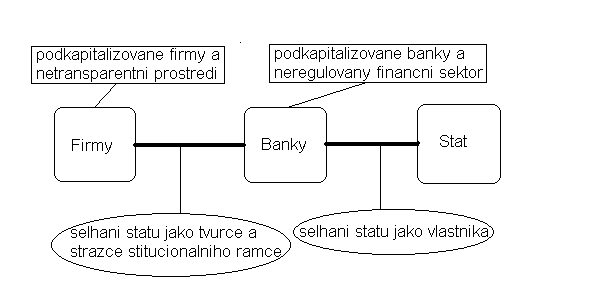 podkapitalizovane firmy a
netransparentni prostredi
podkapitalizovane banky a
neregulovany financni sektor
Firmy
Banky
Stat
selhani statu jako tvurce a
strazce stitucionalniho ramce
selhani statu jako vlastnika